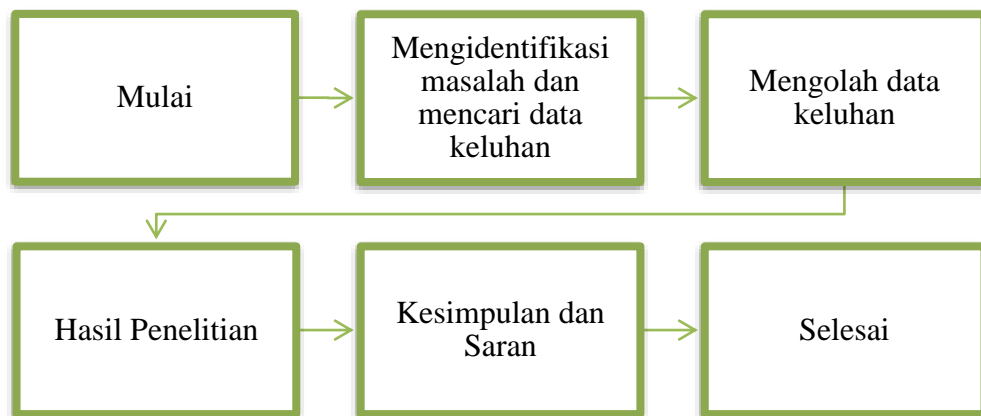 Mulai
Mengidentifikasi
masalah dan
mencari data
keluhan
Mengolah data
keluhan
Hasil Penelitian
Kesimpulan dan
Saran
Selesai